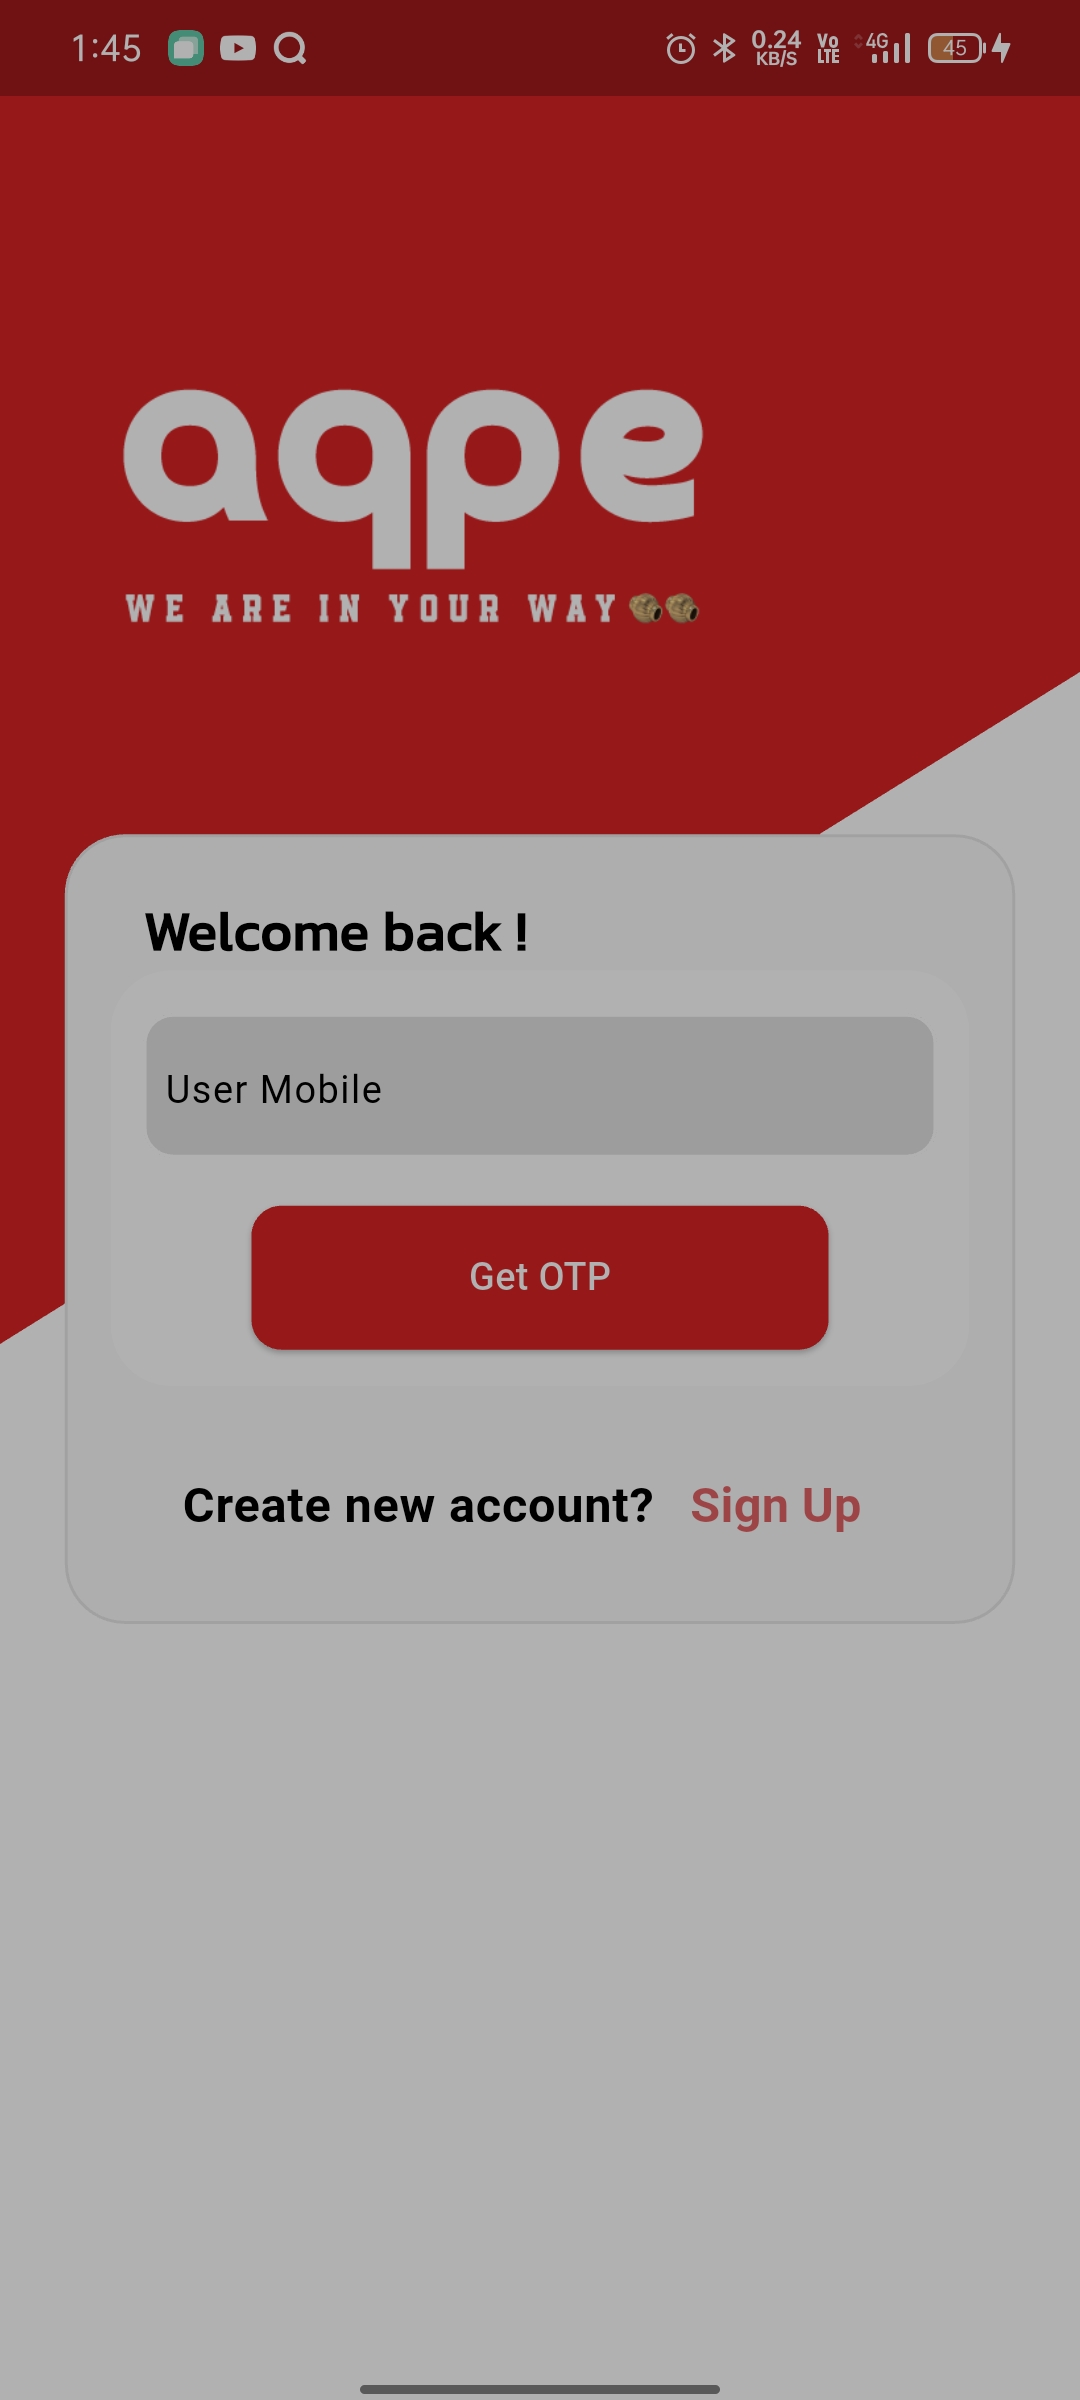 1:45 0.24 KB/S Vo LTE 4G 45
aqpe
WE ARE IN YOUR WAY
Welcome back !
User Mobile
Get OTP
Create new account? Sign Up